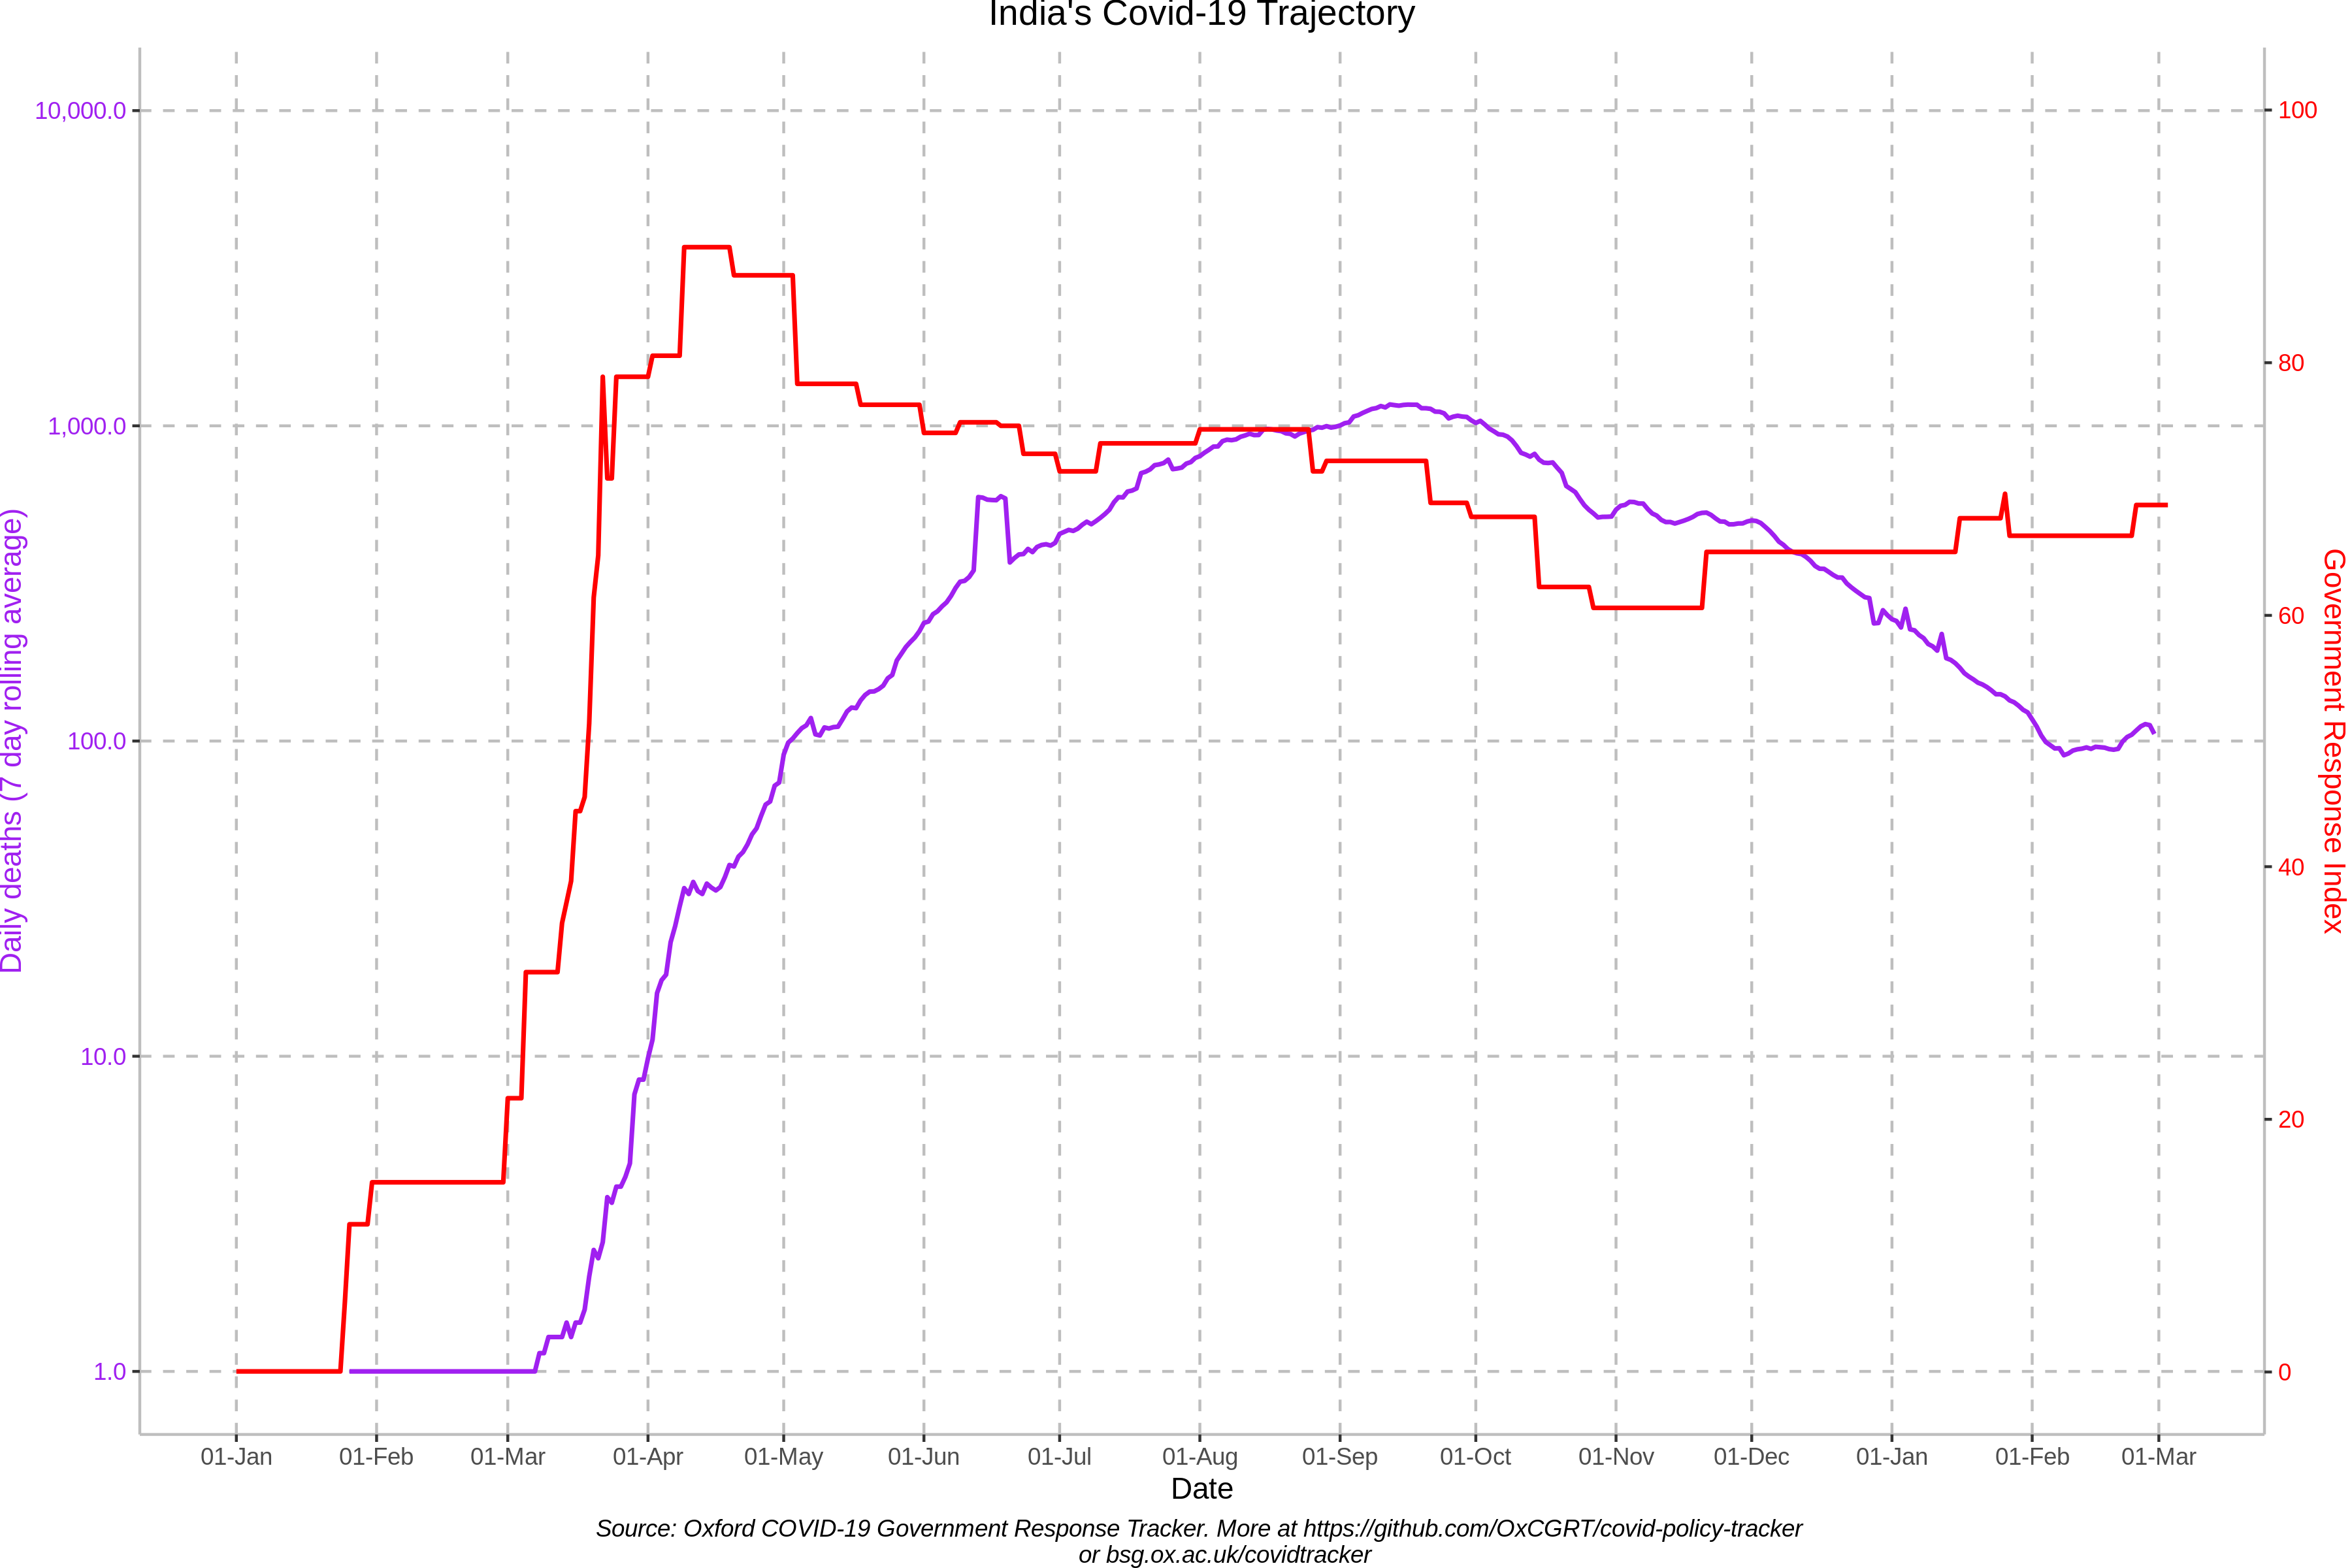 India's Covid-19 Trajectory
10,000.0
1,000.0
100.0
10.0
1.0
Daily deaths (7 day rolling average)
100
80
60
40
20
0
Government Response Index
01-Jan 01-Feb 01-Mar 01-Apr 01-May 01-Jun 01-Jul 01-Aug 01-Sep 01-Oct 01-Nov 01-Dec 01-Jan 01-Feb 01-Mar
Date
Source: Oxford COVID-19 Government Response Tracker. More at https://github.com/OxCGRT/covid-policy-tracker
or bsg.ox.ac.uk/covidtracker